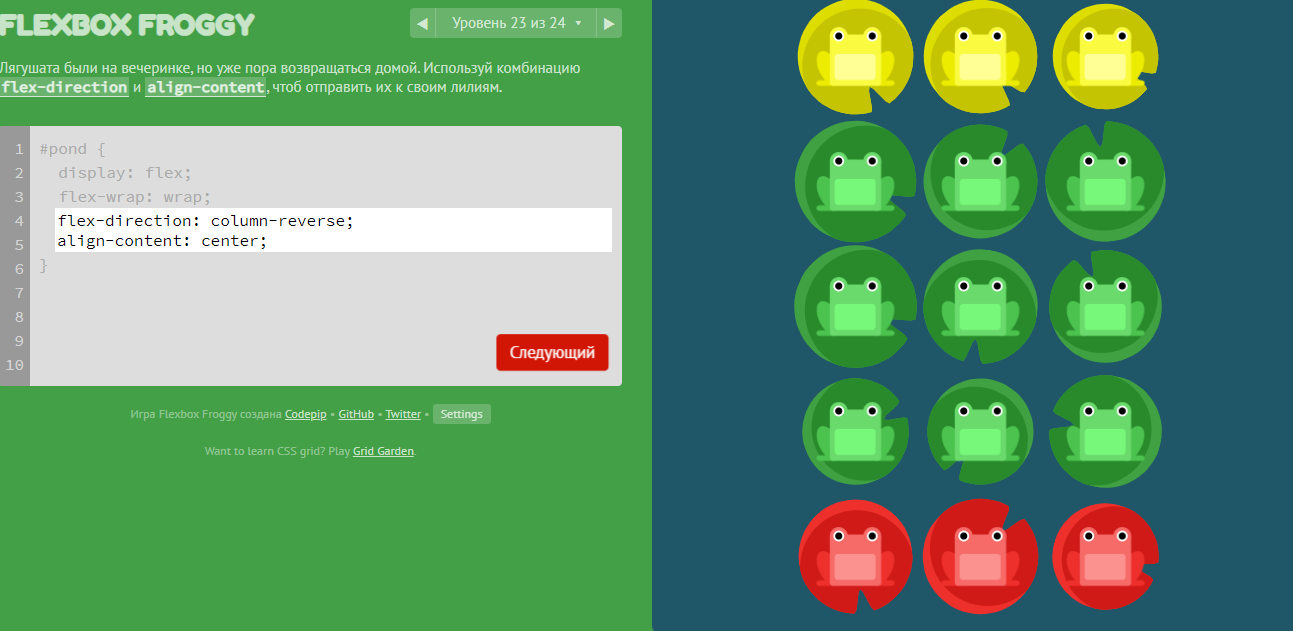 FLEXBOX FROGGY
◀ Уровень 23 из 24 ▾ ▶
Лягушата были на вечеринке, но уже пора возвращаться домой. Используй комбинацию
flex-direction и align-content, чтоб отправить их к своим лилиям.
1 #pond {
2 display: flex;
3 flex-wrap: wrap;
4 flex-direction: column-reverse;
5 align-content: center;
6 }
7
8
9
10
Следующий
Игра Flexbox Froggy создана Codepip • GitHub • Twitter • Settings
Want to learn CSS grid? Play Grid Garden.